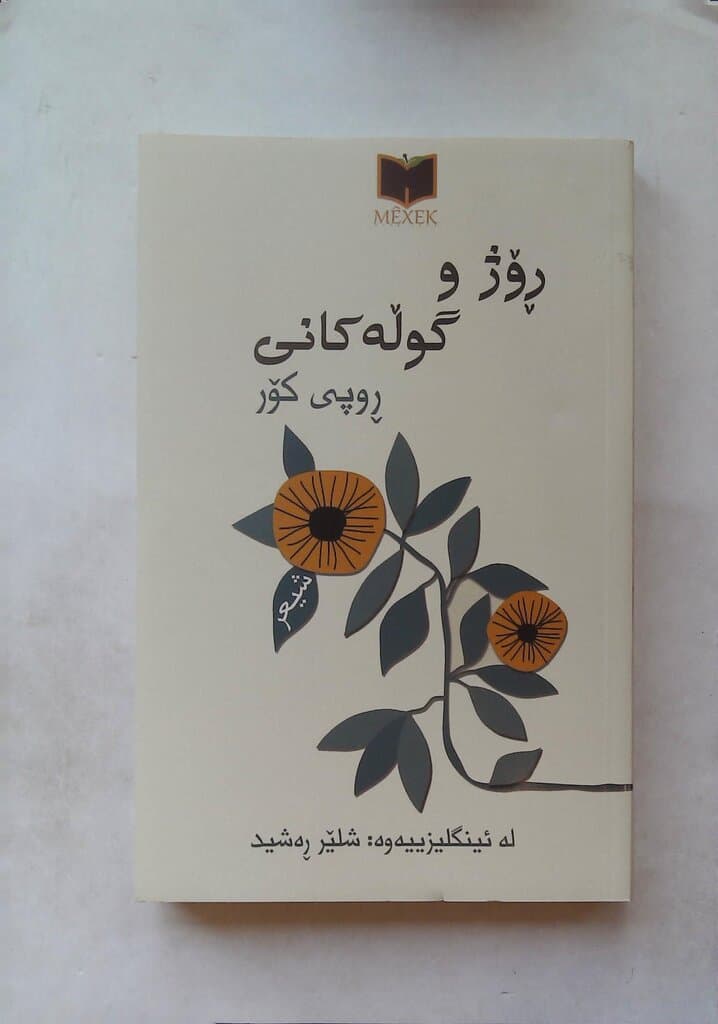 MÊXEK
ڕۆژ و
گوڵەکانی
ڕوپی کۆر
شیعر
لە ئینگلیزییەوە: شلێر ڕەشید